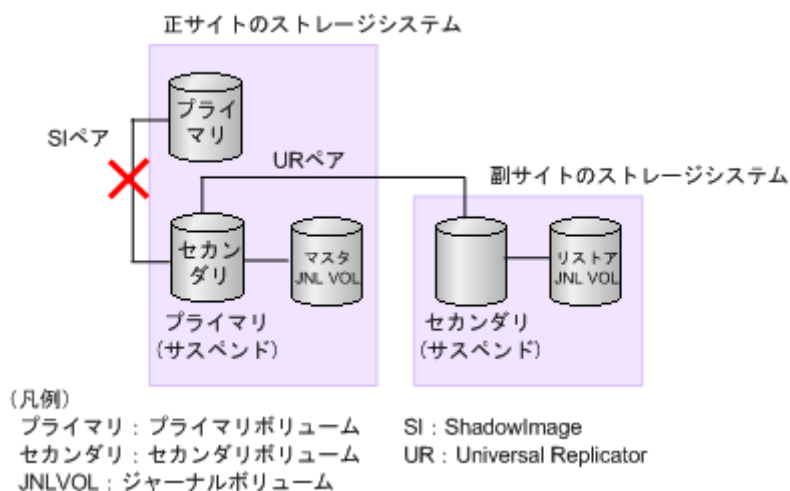 正サイトのストレージシステム
プライ
マリ
SIペア
URペア
副サイトのストレージシステム
セカン
ダリ
マスタ
JNL VOL
リストア
JNL VOL
プライマリ
(サスペンド)
セカンダリ
(サスペンド)
(凡例)
プライマリ：プライマリボリューム
SI：ShadowImage
セカンダリ：セカンダリボリューム
UR：Universal Replicator
JNLVOL：ジャーナルボリューム